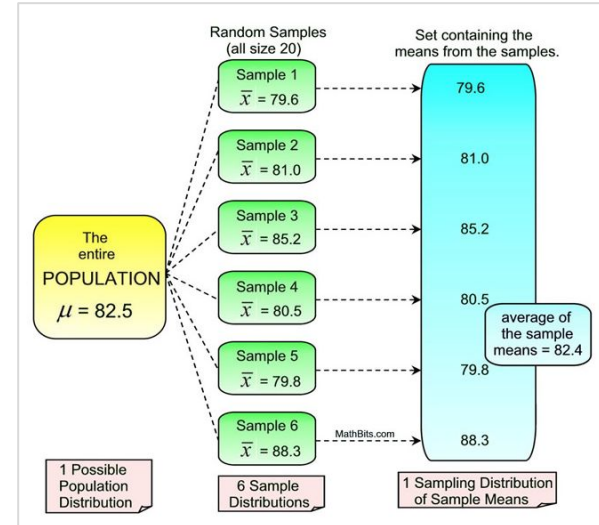 Random Samples
(all size 20)
Set containing the
means from the samples.
The
entire
POPULATION
μ = 82.5
Sample 1
x̅ = 79.6
Sample 2
x̅ = 81.0
Sample 3
x̅ = 85.2
Sample 4
x̅ = 80.5
Sample 5
x̅ = 79.8
Sample 6
x̅ = 88.3
79.6
81.0
85.2
80.5
79.8
88.3
average of
the sample
means = 82.4
MathBits.com
1 Possible
Population
Distribution
6 Sample
Distributions
1 Sampling Distribution
of Sample Means